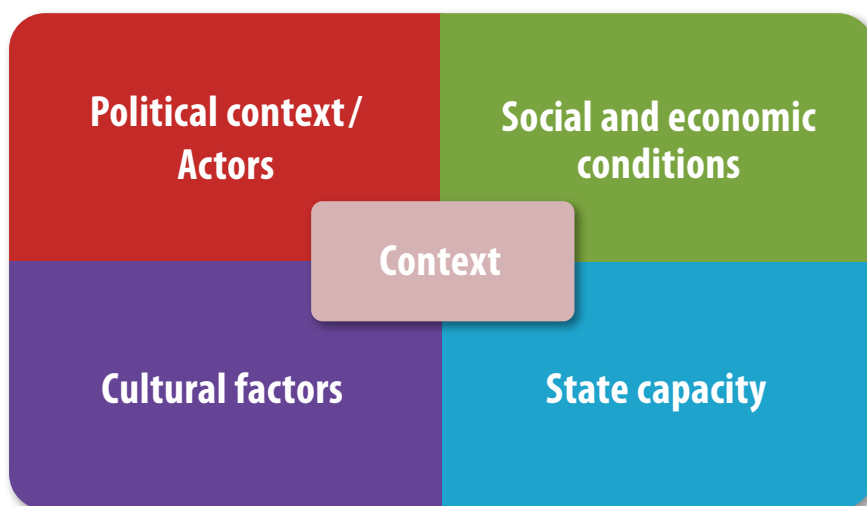 Political context /
Actors
Social and economic
conditions
Context
Cultural factors
State capacity